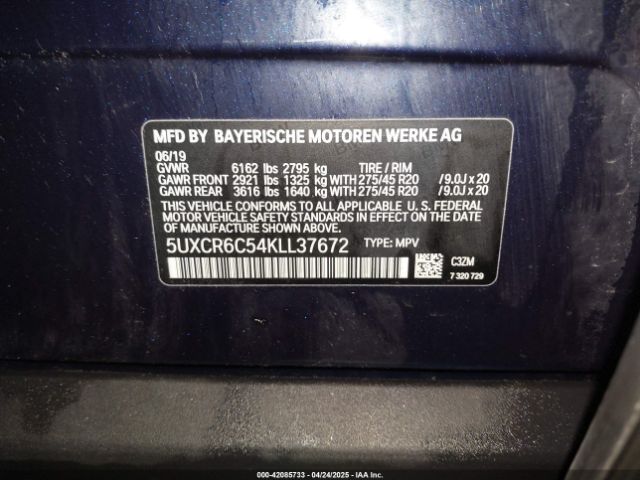 MFD BY BAYERISCHE MOTOREN WERKE AG
06/19
GVWR 6162 lbs 2795 kg TIRE / RIM
GAWR FRONT 2921 lbs 1325 kg WITH 275/45 R20 /9.0J x 20
GAWR REAR 3616 lbs 1640 kg WITH 275/45 R20 /9.0J x 20
THIS VEHICLE CONFORMS TO ALL APPLICABLE U. S. FEDERAL
MOTOR VEHICLE SAFETY STANDARDS IN EFFECT ON THE
DATE OF MANUFACTURE SHOWN ABOVE.
5UXCR6C54KLL37672 TYPE: MPV
C3ZM
7 320 729
000-42085733 - 04/24/2025 - IAA Inc.